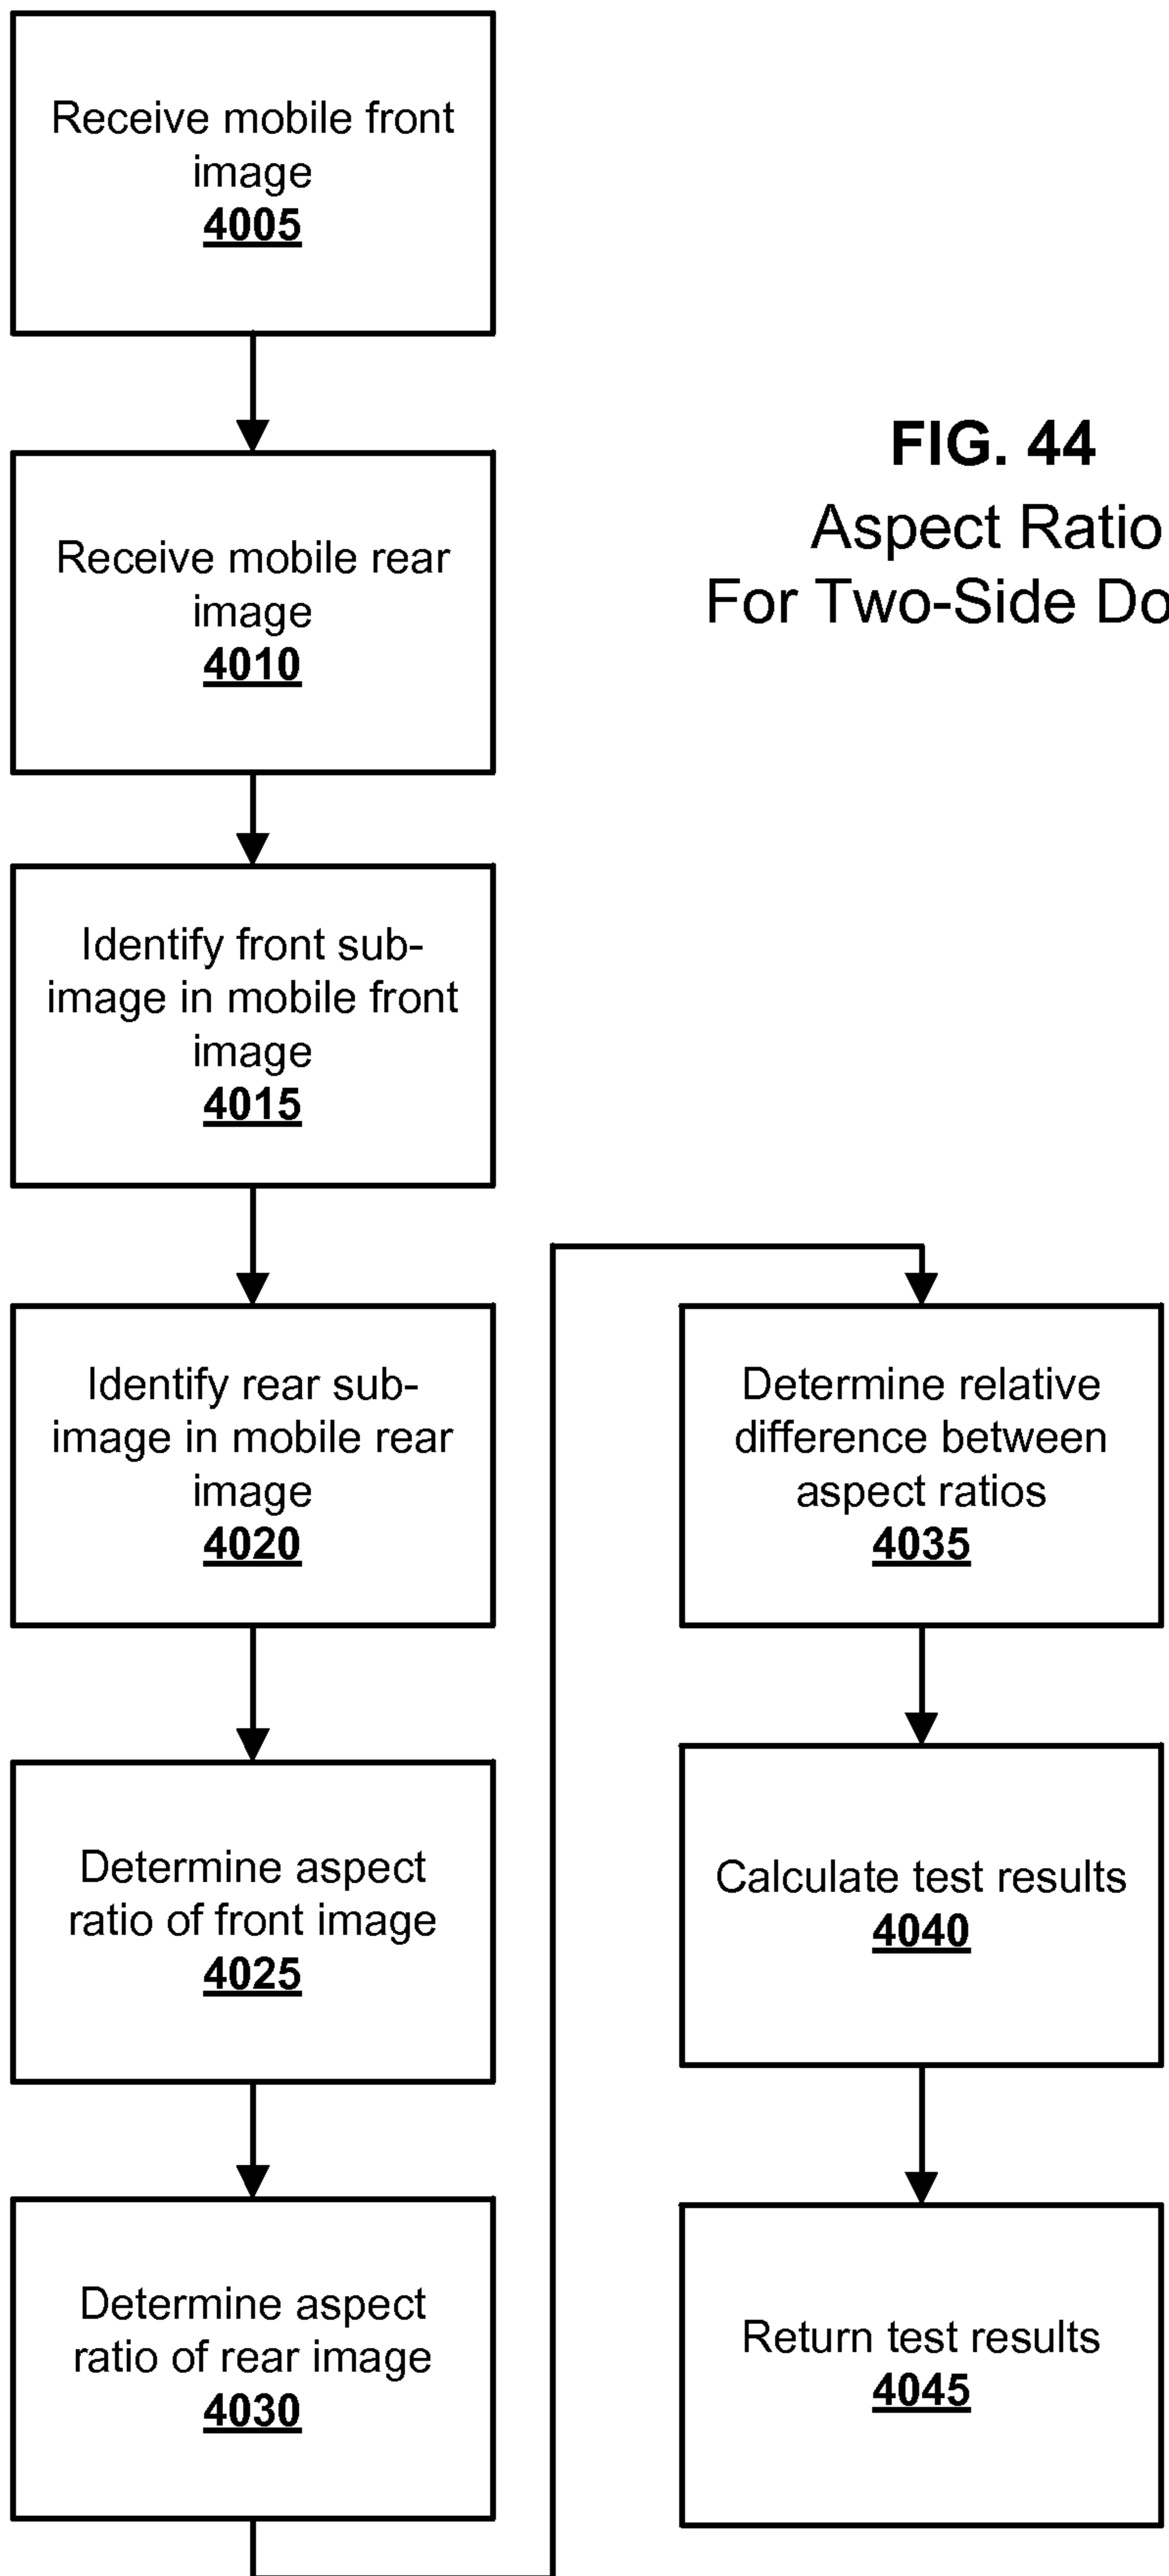 Receive mobile front
image
4005
Receive mobile rear
image
4010
Identify front sub-
image in mobile front
image
4015
Identify rear sub-
image in mobile rear
image
4020
Determine aspect
ratio of front image
4025
Determine aspect
ratio of rear image
4030
FIG. 44
Aspect Ratio
For Two-Side
Determine relative
difference between
aspect ratios
4035
Calculate test results
4040
Return test results
4045